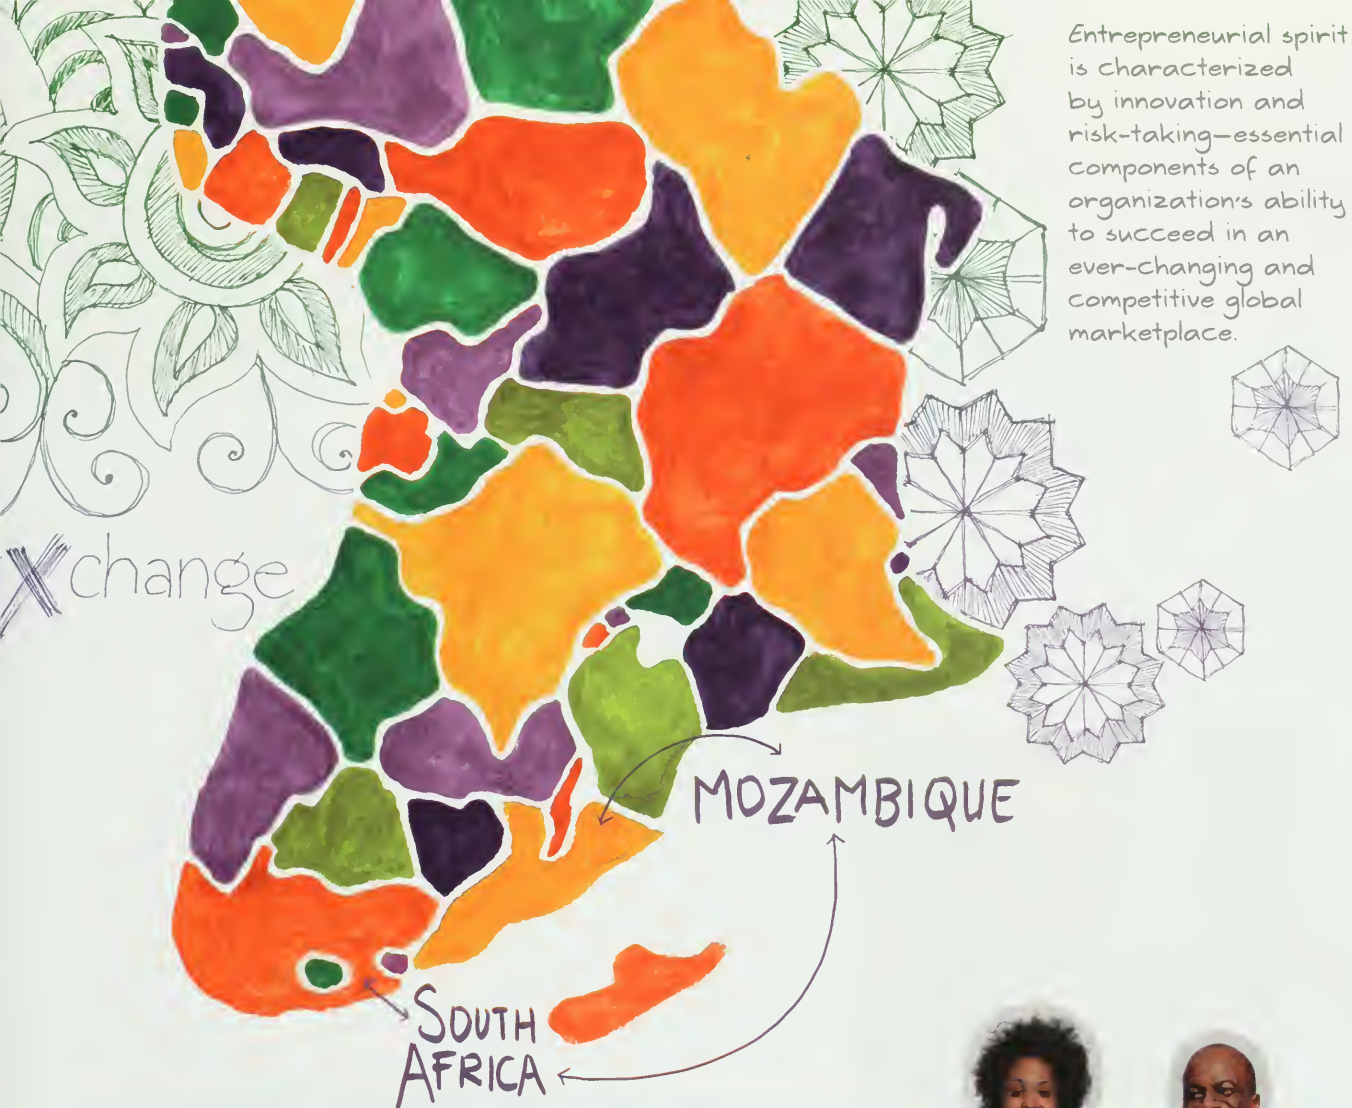 Entrepreneurial spirit
is characterized
by innovation and
risk-taking—essential
components of an
organization's ability
to succeed in an
ever-changing and
competitive global
marketplace.
Xchange
MOZAMBIQUE
SOUTH
AFRICA